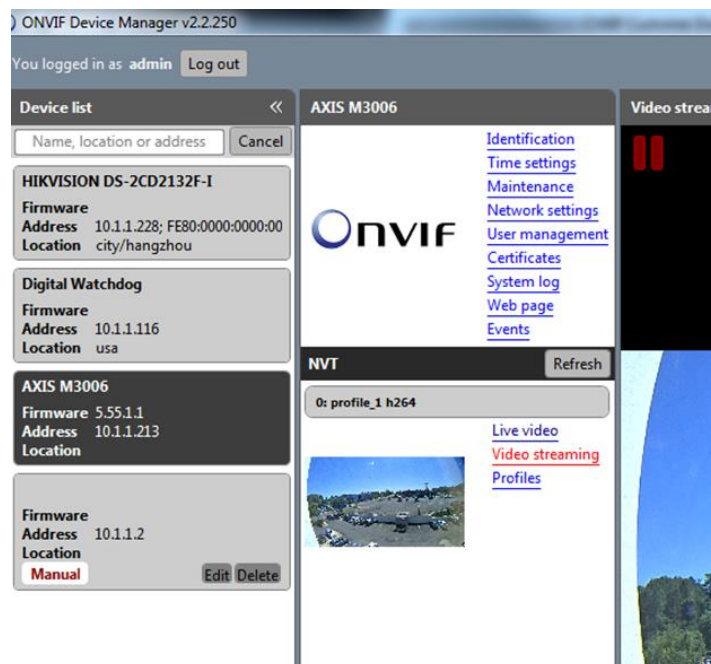 ONVIF Device Manager v2.2.250
You logged in as admin Log out
Device list «
Name, location or address Cancel
HIKVISION DS-2CD2132F-I
Firmware
Address 10.1.1.228; FE80:0000:0000:00
Location city/hangzhou
Digital Watchdog
Firmware
Address 10.1.1.116
Location usa
AXIS M3006
Firmware 5.55.1.1
Address 10.1.1.213
Location
Firmware
Address 10.1.1.2
Location
Manual Edit Delete
AXIS M3006
ONVIF
Identification
Time settings
Maintenance
Network settings
User management
Certificates
System log
Web page
Events
NVT Refresh
0: profile_1 h264
Live video
Video streaming
Profiles
Video strea